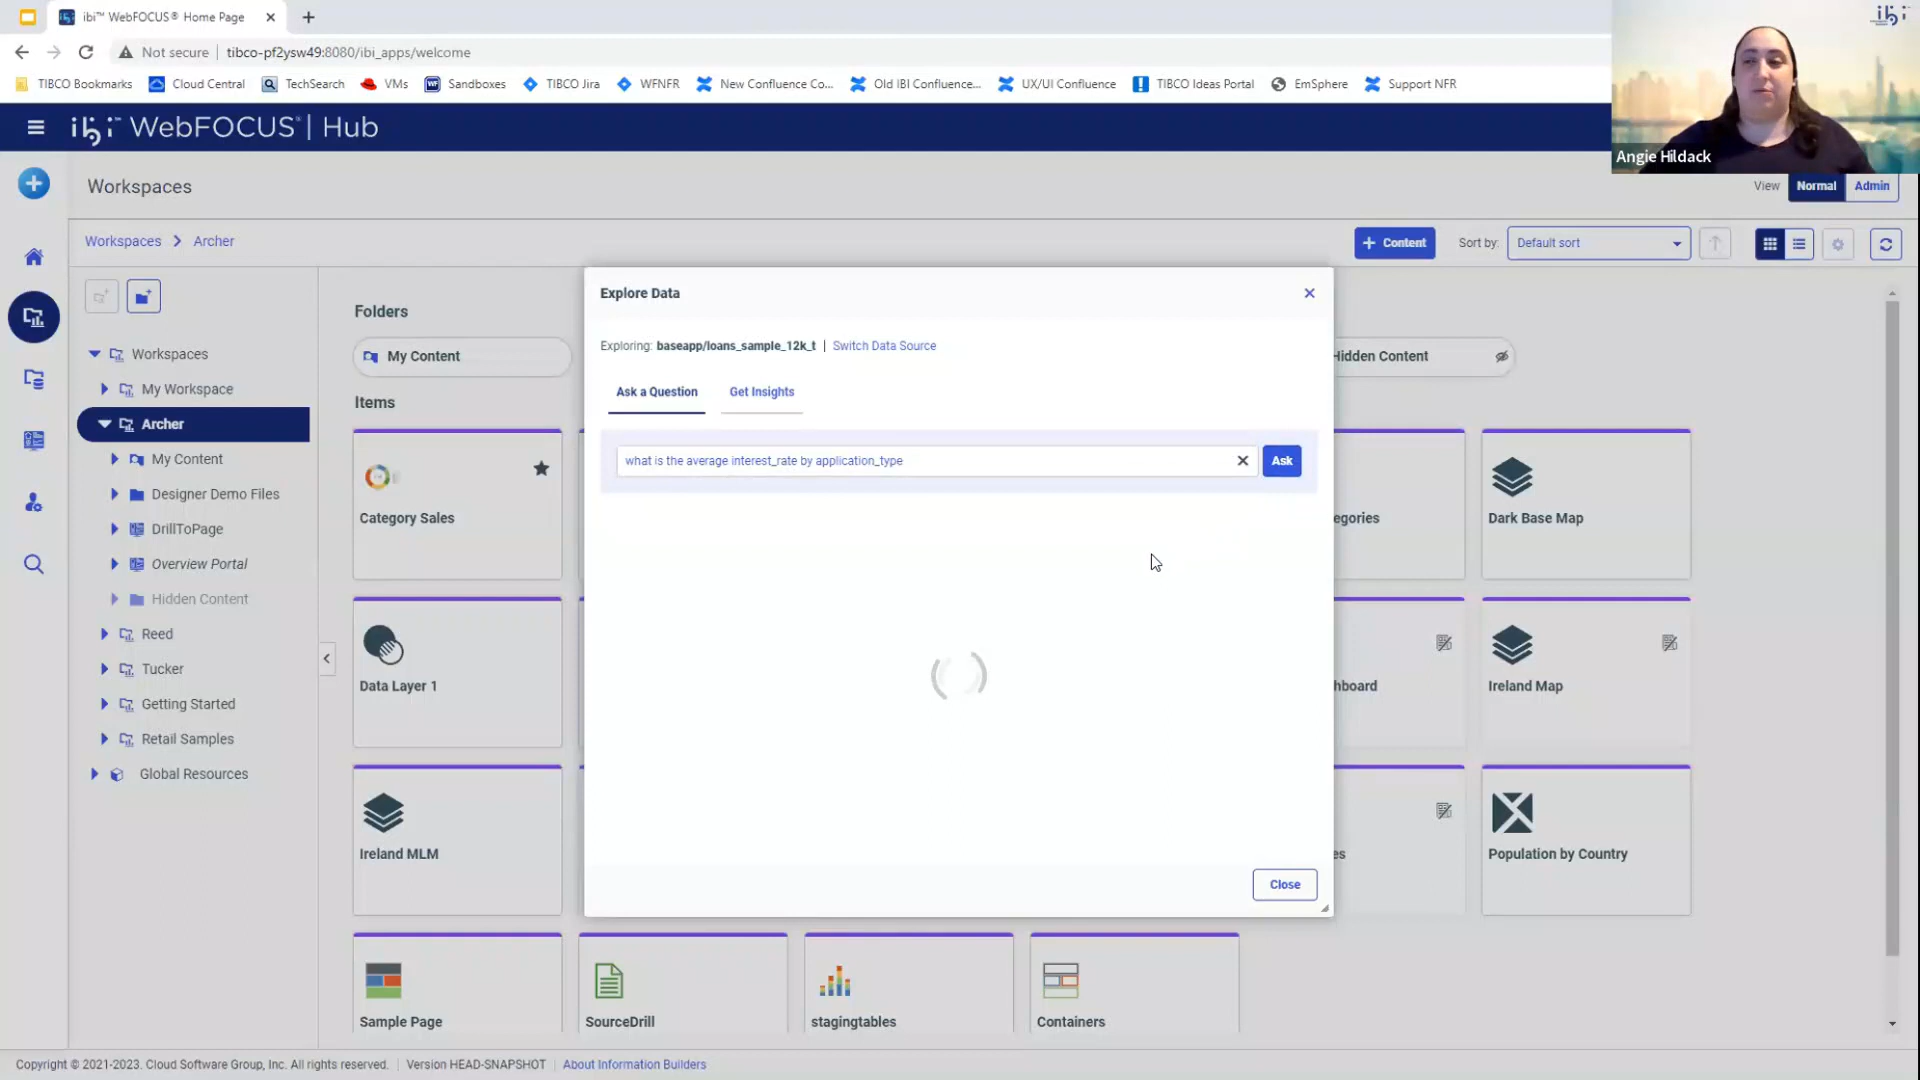 ibi™ WebFOCUS® Home Page
Not secure
tibco-pf2ysw49:8080/ibi_apps/welcome
TIBCO Bookmarks
Cloud Central
TechSearch
VMs
Sandboxes
TIBCO Jira
WFNFR
New Confluence Co...
Old IBI Confluence...
UX/UI Confluence
TIBCO Ideas Portal
EmSphere
Support NFR
ibi
Angie Hildack
ibi™ WebFOCUS® | Hub
Workspaces
View
Normal
Admin
Workspaces
Archer
Content
Sort by:
Default sort
Workspaces
My Workspace
Archer
My Content
Designer Demo Files
DrillToPage
Overview Portal
Hidden Content
Reed
Tucker
Getting Started
Retail Samples
Global Resources
Folders
My Content
Hidden Content
Items
Category Sales
egories
Dark Base Map
Data Layer 1
hboard
Ireland Map
Ireland MLM
es
Population by Country
Sample Page
SourceDrill
stagingtables
Containers
Explore Data
Exploring: baseapp/loans_sample_12k_t | Switch Data Source
Ask a Question
Get Insights
what is the average interest_rate by application_type
Ask
Close
Copyright © 2021-2023. Cloud Software Group, Inc. All rights reserved. | Version HEAD-SNAPSHOT | About Information Builders